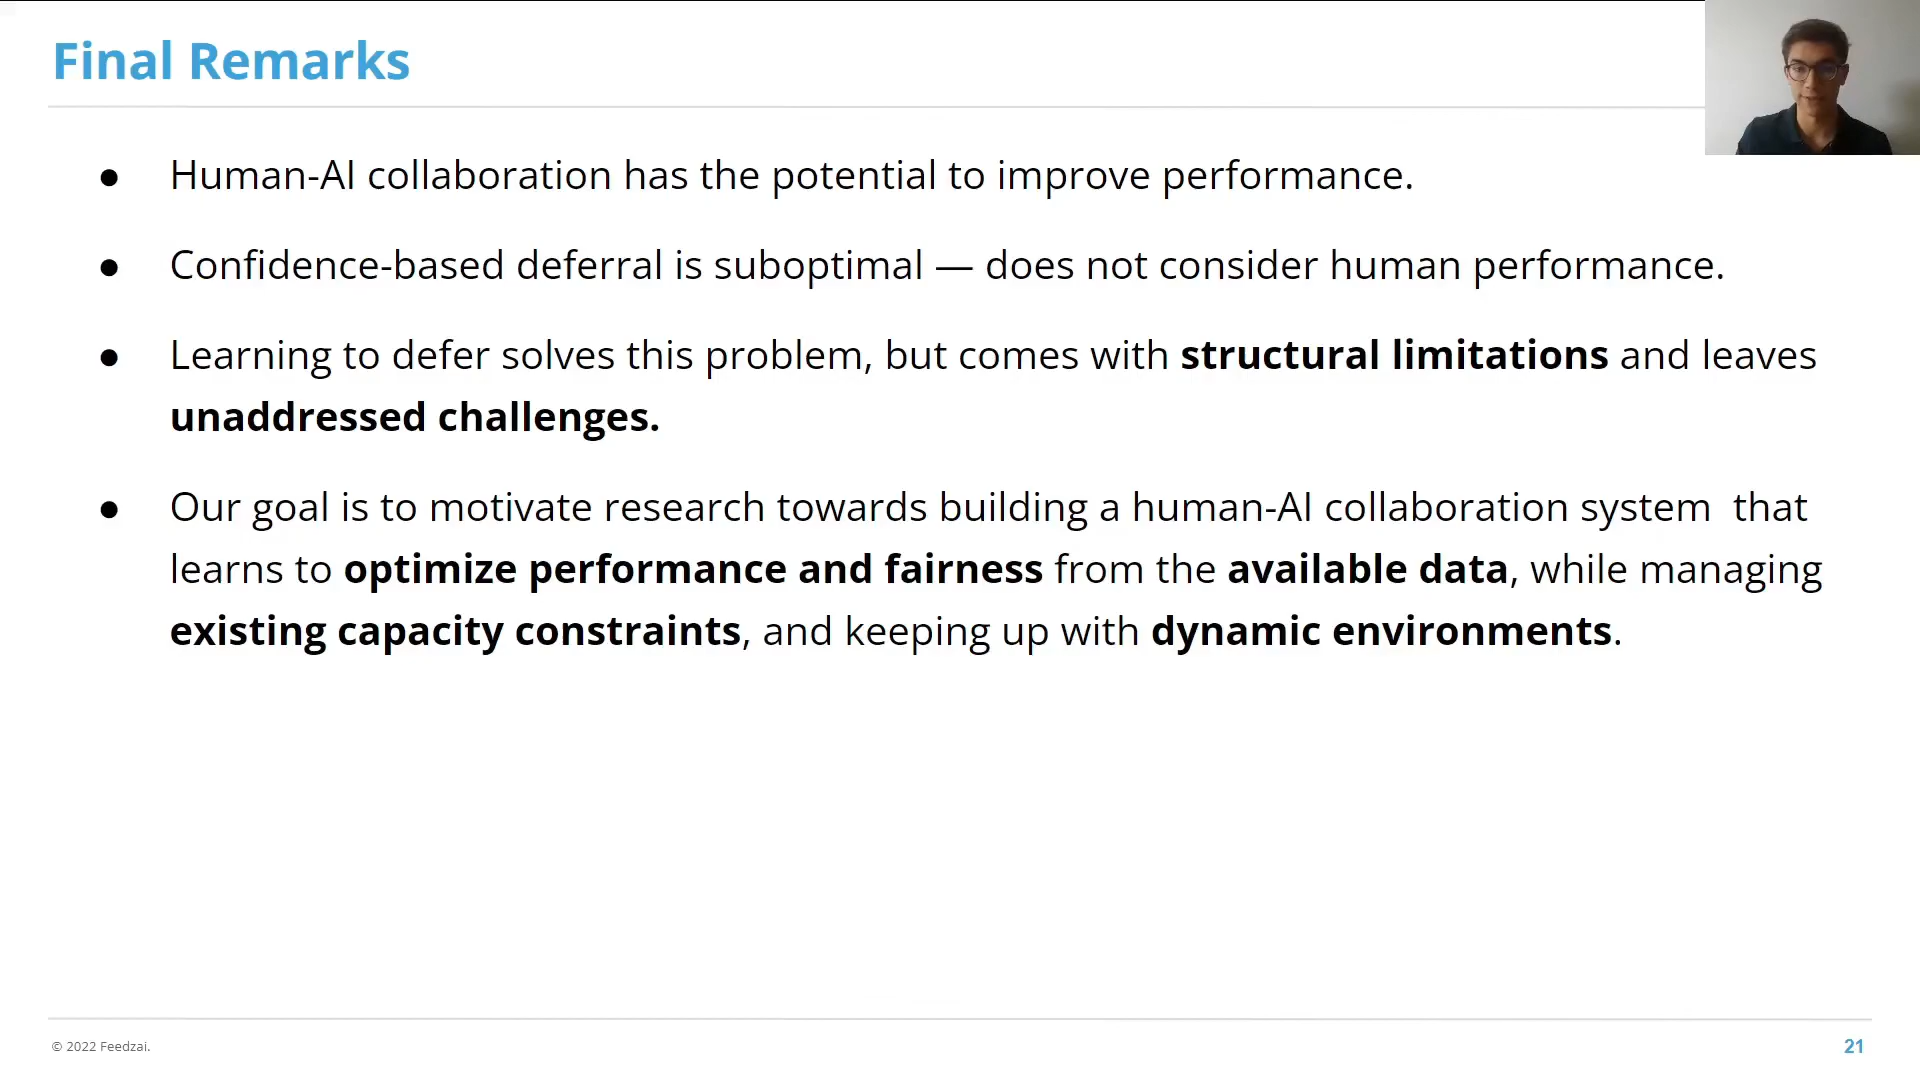 Final Remarks
● Human-AI collaboration has the potential to improve performance.
● Confidence-based deferral is suboptimal — does not consider human performance.
● Learning to defer solves this problem, but comes with structural limitations and leaves
unaddressed challenges.
● Our goal is to motivate research towards building a human-AI collaboration system  that
learns to optimize performance and fairness from the available data, while managing
existing capacity constraints, and keeping up with dynamic environments.
© 2022 Feedzai.
21